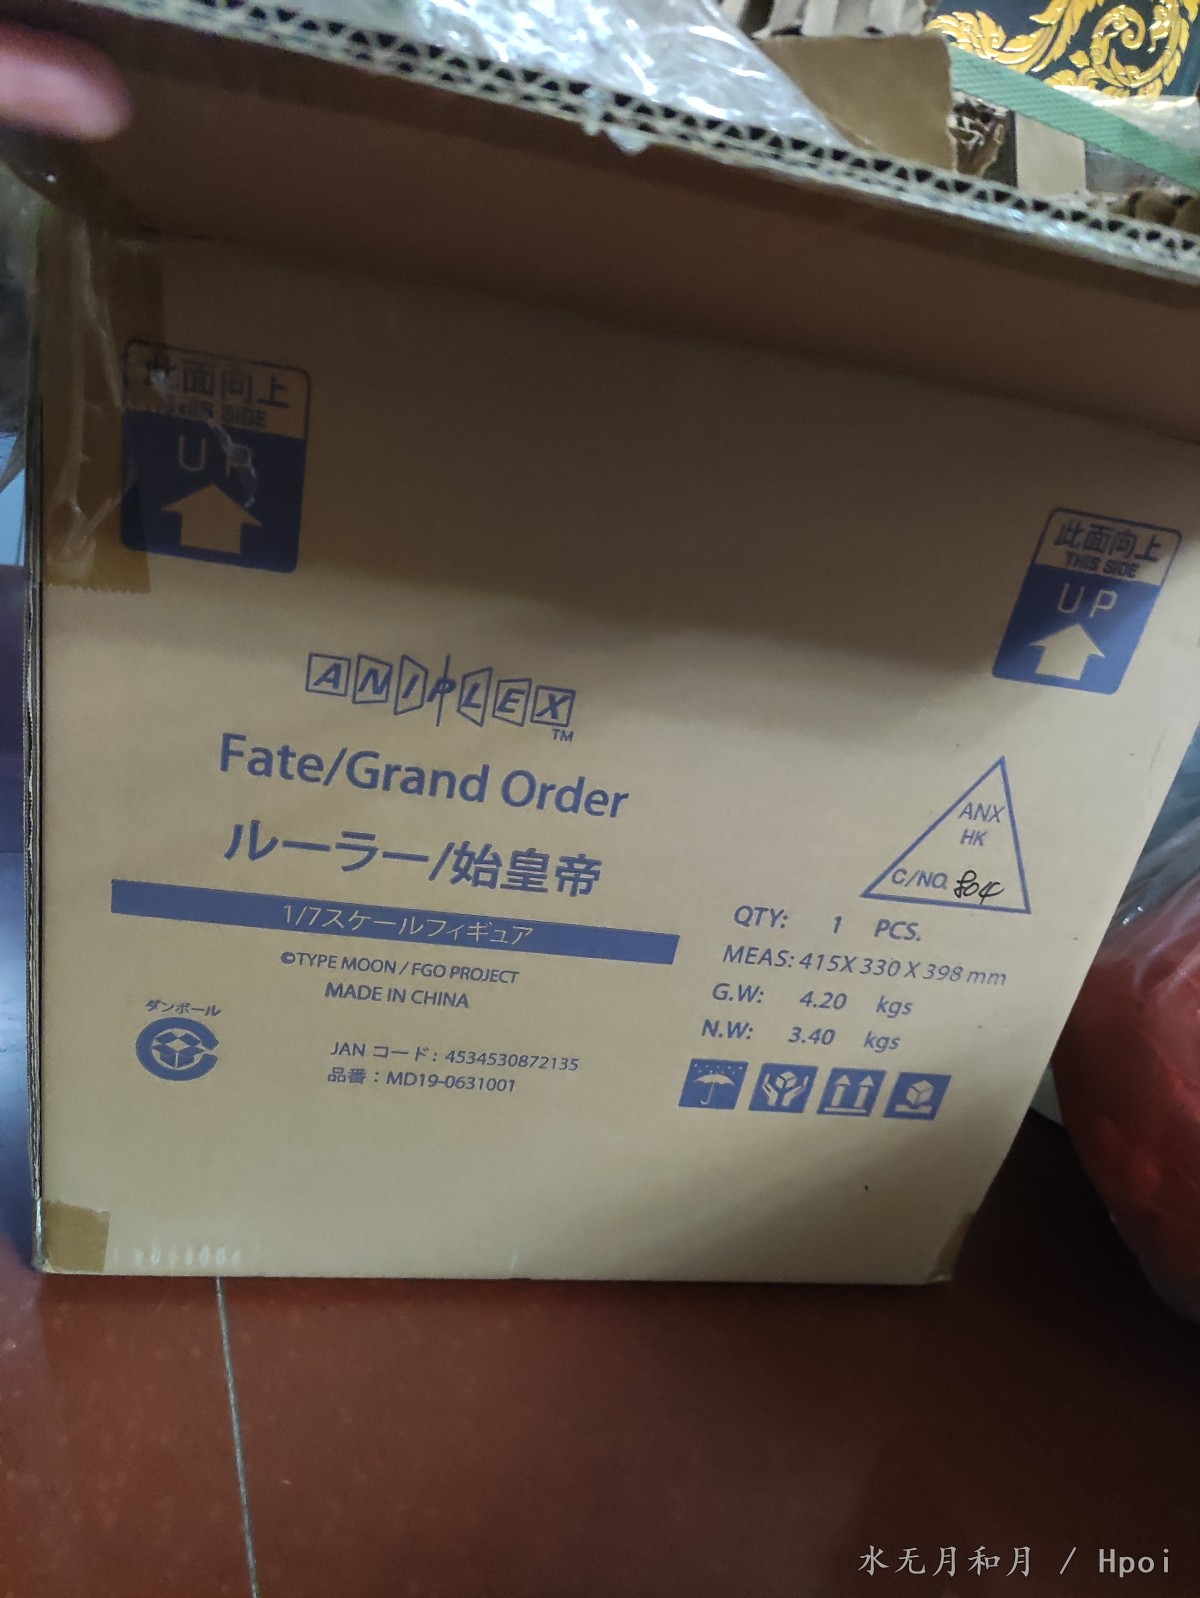 此面向上
THIS SIDE
UP
此面向上
THIS SIDE
UP
ANIPLEX
TM
Fate/Grand Order
ルーラー/始皇帝
1/7スケールフィギュア
©TYPE MOON / FGO PROJECT
MADE IN CHINA
ダンボール
JAN コード: 4534530872135
品番：MD19-0631001
ANX
HK
C/NO. 804
QTY: 1 PCS.
MEAS: 415X 330 X 398 mm
G.W: 4.20 kgs
N.W: 3.40 kgs
水无月和月 / Hpoi